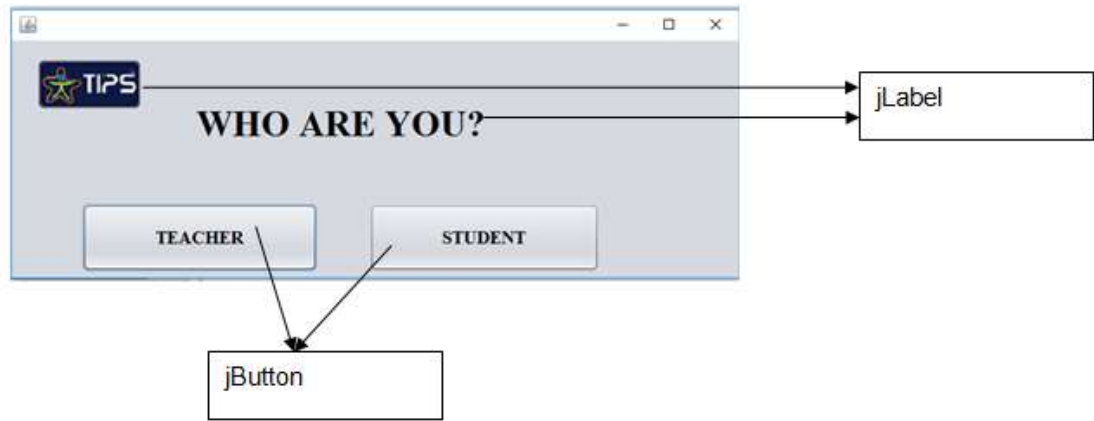 TIPS
jLabel
WHO ARE YOU?
TEACHER
STUDENT
jButton